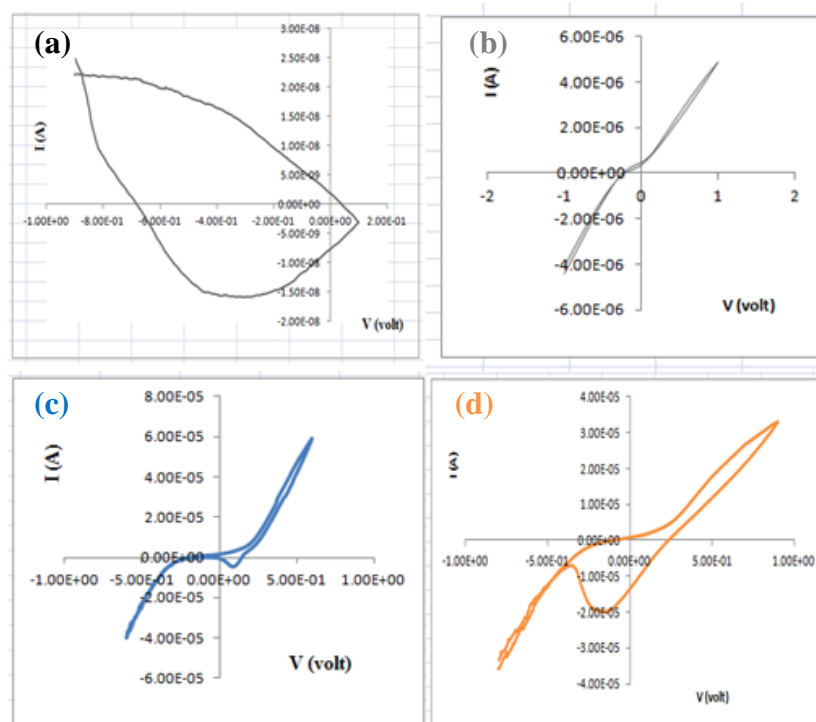 (a)
3.00E-08
2.50E-08
2.00E-08
1.50E-08
1.00E-08
5.00E-09
0.00E+00
-5.00E-09
-1.00E-08
-1.50E-08
-2.00E-08
I (A)
-1.00E+00 -8.00E-01 -6.00E-01 -4.00E-01 -2.00E-01 0.00E+00 2.00E-01
V (volt)
(b)
6.00E-06
4.00E-06
2.00E-06
0.00E+00
-2.00E-06
-4.00E-06
-6.00E-06
I (A)
-2 -1 0 1 2
V (volt)
(c)
8.00E-05
6.00E-05
4.00E-05
2.00E-05
0.00E+00
-2.00E-05
-4.00E-05
-6.00E-05
I (A)
-1.00E+00 -5.00E-01 0.00E+00 5.00E-01 1.00E+00
V (volt)
(d)
4.00E-05
3.00E-05
2.00E-05
1.00E-05
0.00E+00
-1.00E-05
-2.00E-05
-3.00E-05
-4.00E-05
I (A)
-1.00E+00 -5.00E-01 0.00E+00 5.00E-01 1.00E+00
V (volt)